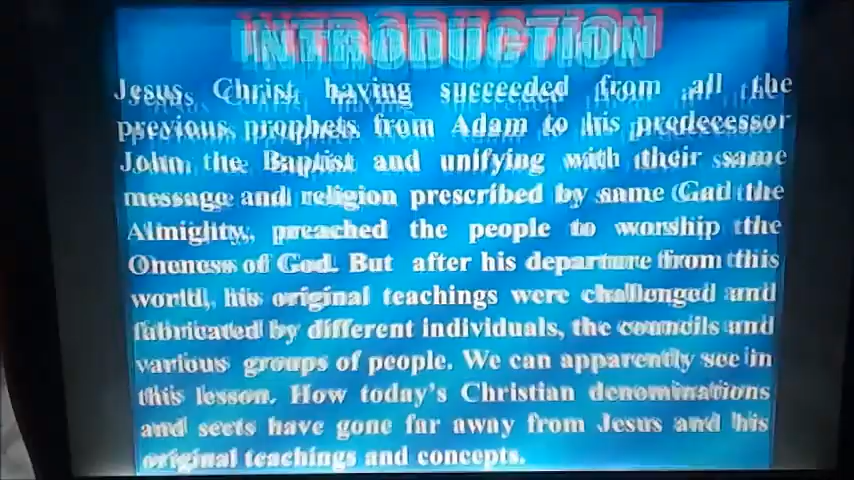 INTRODUCTION
Jesus Christ having succeeded from all the
previous prophets from Adam to his predecessor
John the Baptist and unifying with their same
message and religion prescribed by same God the
Almighty, preached the people to worship the
Oneness of God. But after his departure from this
world, his original teachings were challenged and
fabricated by different individuals, the councils and
various groups of people. We can apparently see in
this lesson. How today's Christian denominations
and sects have gone far away from Jesus and his
original teachings and concepts.